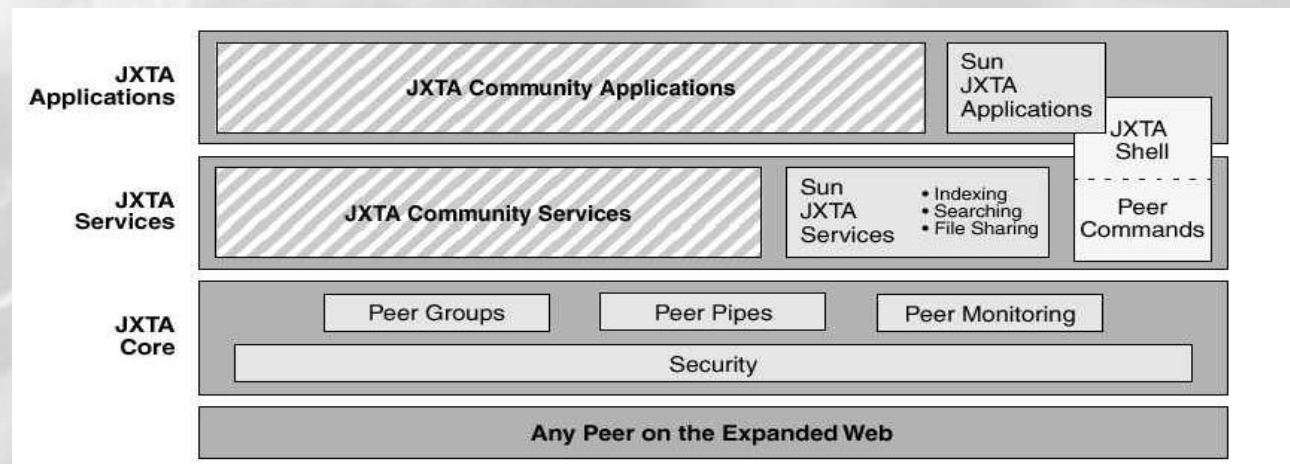 JXTA
Applications
JXTA Community Applications
Sun
JXTA
Applications
JXTA
Shell
JXTA
Services
JXTA Community Services
Sun
JXTA
Services
• Indexing
• Searching
• File Sharing
Peer
Commands
JXTA
Core
Peer Groups
Peer Pipes
Peer Monitoring
Security
Any Peer on the Expanded Web